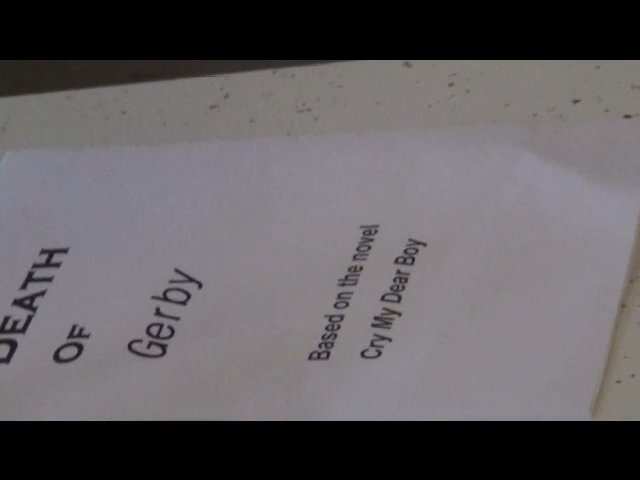 DEATH
OF
Gerby
Based on the novel
Cry My Dear Boy